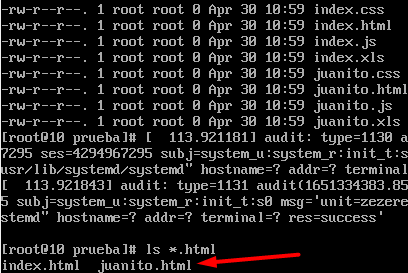 -rw-r--r--. 1 root root 0 Apr 30 10:59 index.css
-rw-r--r--. 1 root root 0 Apr 30 10:59 index.html
-rw-r--r--. 1 root root 0 Apr 30 10:59 index.js
-rw-r--r--. 1 root root 0 Apr 30 10:59 index.xls
-rw-r--r--. 1 root root 0 Apr 30 10:59 juanito.css
-rw-r--r--. 1 root root 0 Apr 30 10:59 juanito.html
-rw-r--r--. 1 root root 0 Apr 30 10:59 juanito.js
-rw-r--r--. 1 root root 0 Apr 30 10:59 juanito.xls
[root@10 prueba]# [  113.921181] audit: type=1130 a
7295 ses=4294967295 subj=system_u:system_r:init_t:s
usr/lib/systemd/systemd" hostname=? addr=? terminal
[  113.921843] audit: type=1131 audit(1651334383.85
5 subj=system_u:system_r:init_t:s0 msg='unit=zezere
stemd" hostname=? addr=? terminal=? res=success'
[root@10 prueba]# ls *.html
index.html  juanito.html